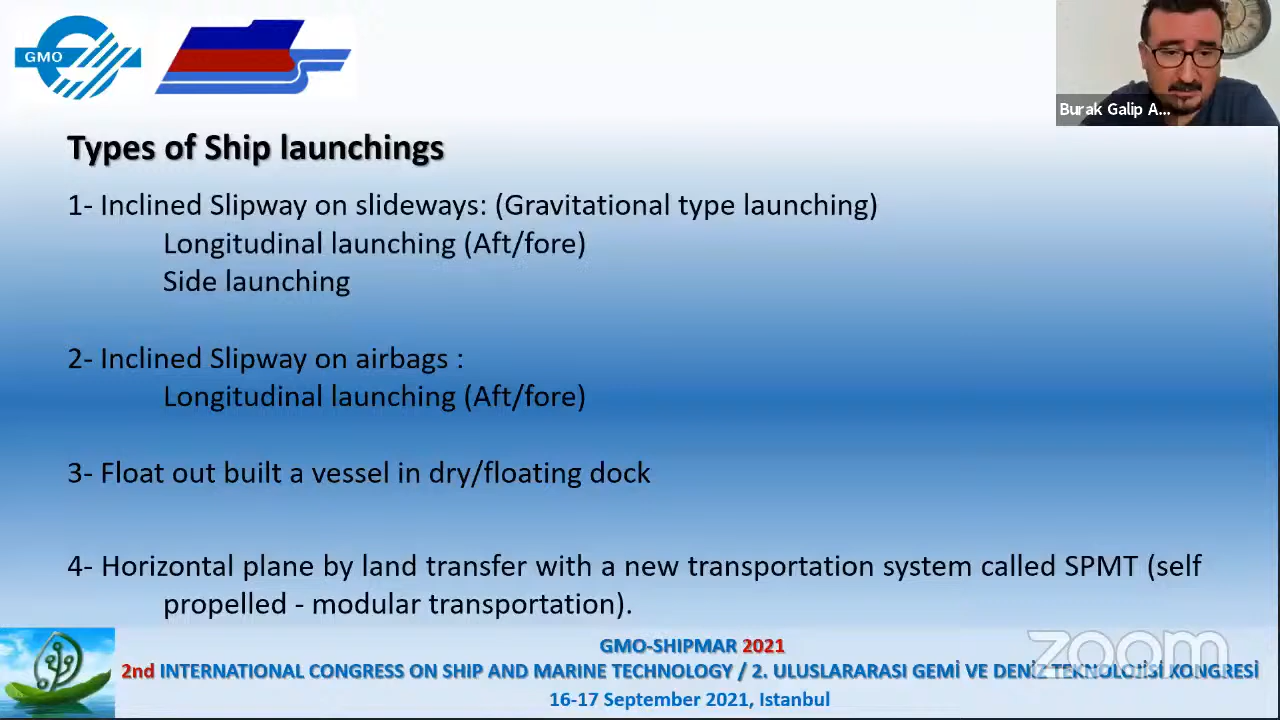 GMO
Burak Galip A...
Types of Ship launchings
1- Inclined Slipway on slideways: (Gravitational type launching)
Longitudinal launching (Aft/fore)
Side launching
2- Inclined Slipway on airbags :
Longitudinal launching (Aft/fore)
3- Float out built a vessel in dry/floating dock
4- Horizontal plane by land transfer with a new transportation system called SPMT (self
propelled - modular transportation).
GMO-SHIPMAR 2021
2nd INTERNATIONAL CONGRESS ON SHIP AND MARINE TECHNOLOGY / 2. ULUSLARARASI GEMİ VE DENİZ TEKNOLOJİSİ KONGRESİ
16-17 September 2021, Istanbul
zoom